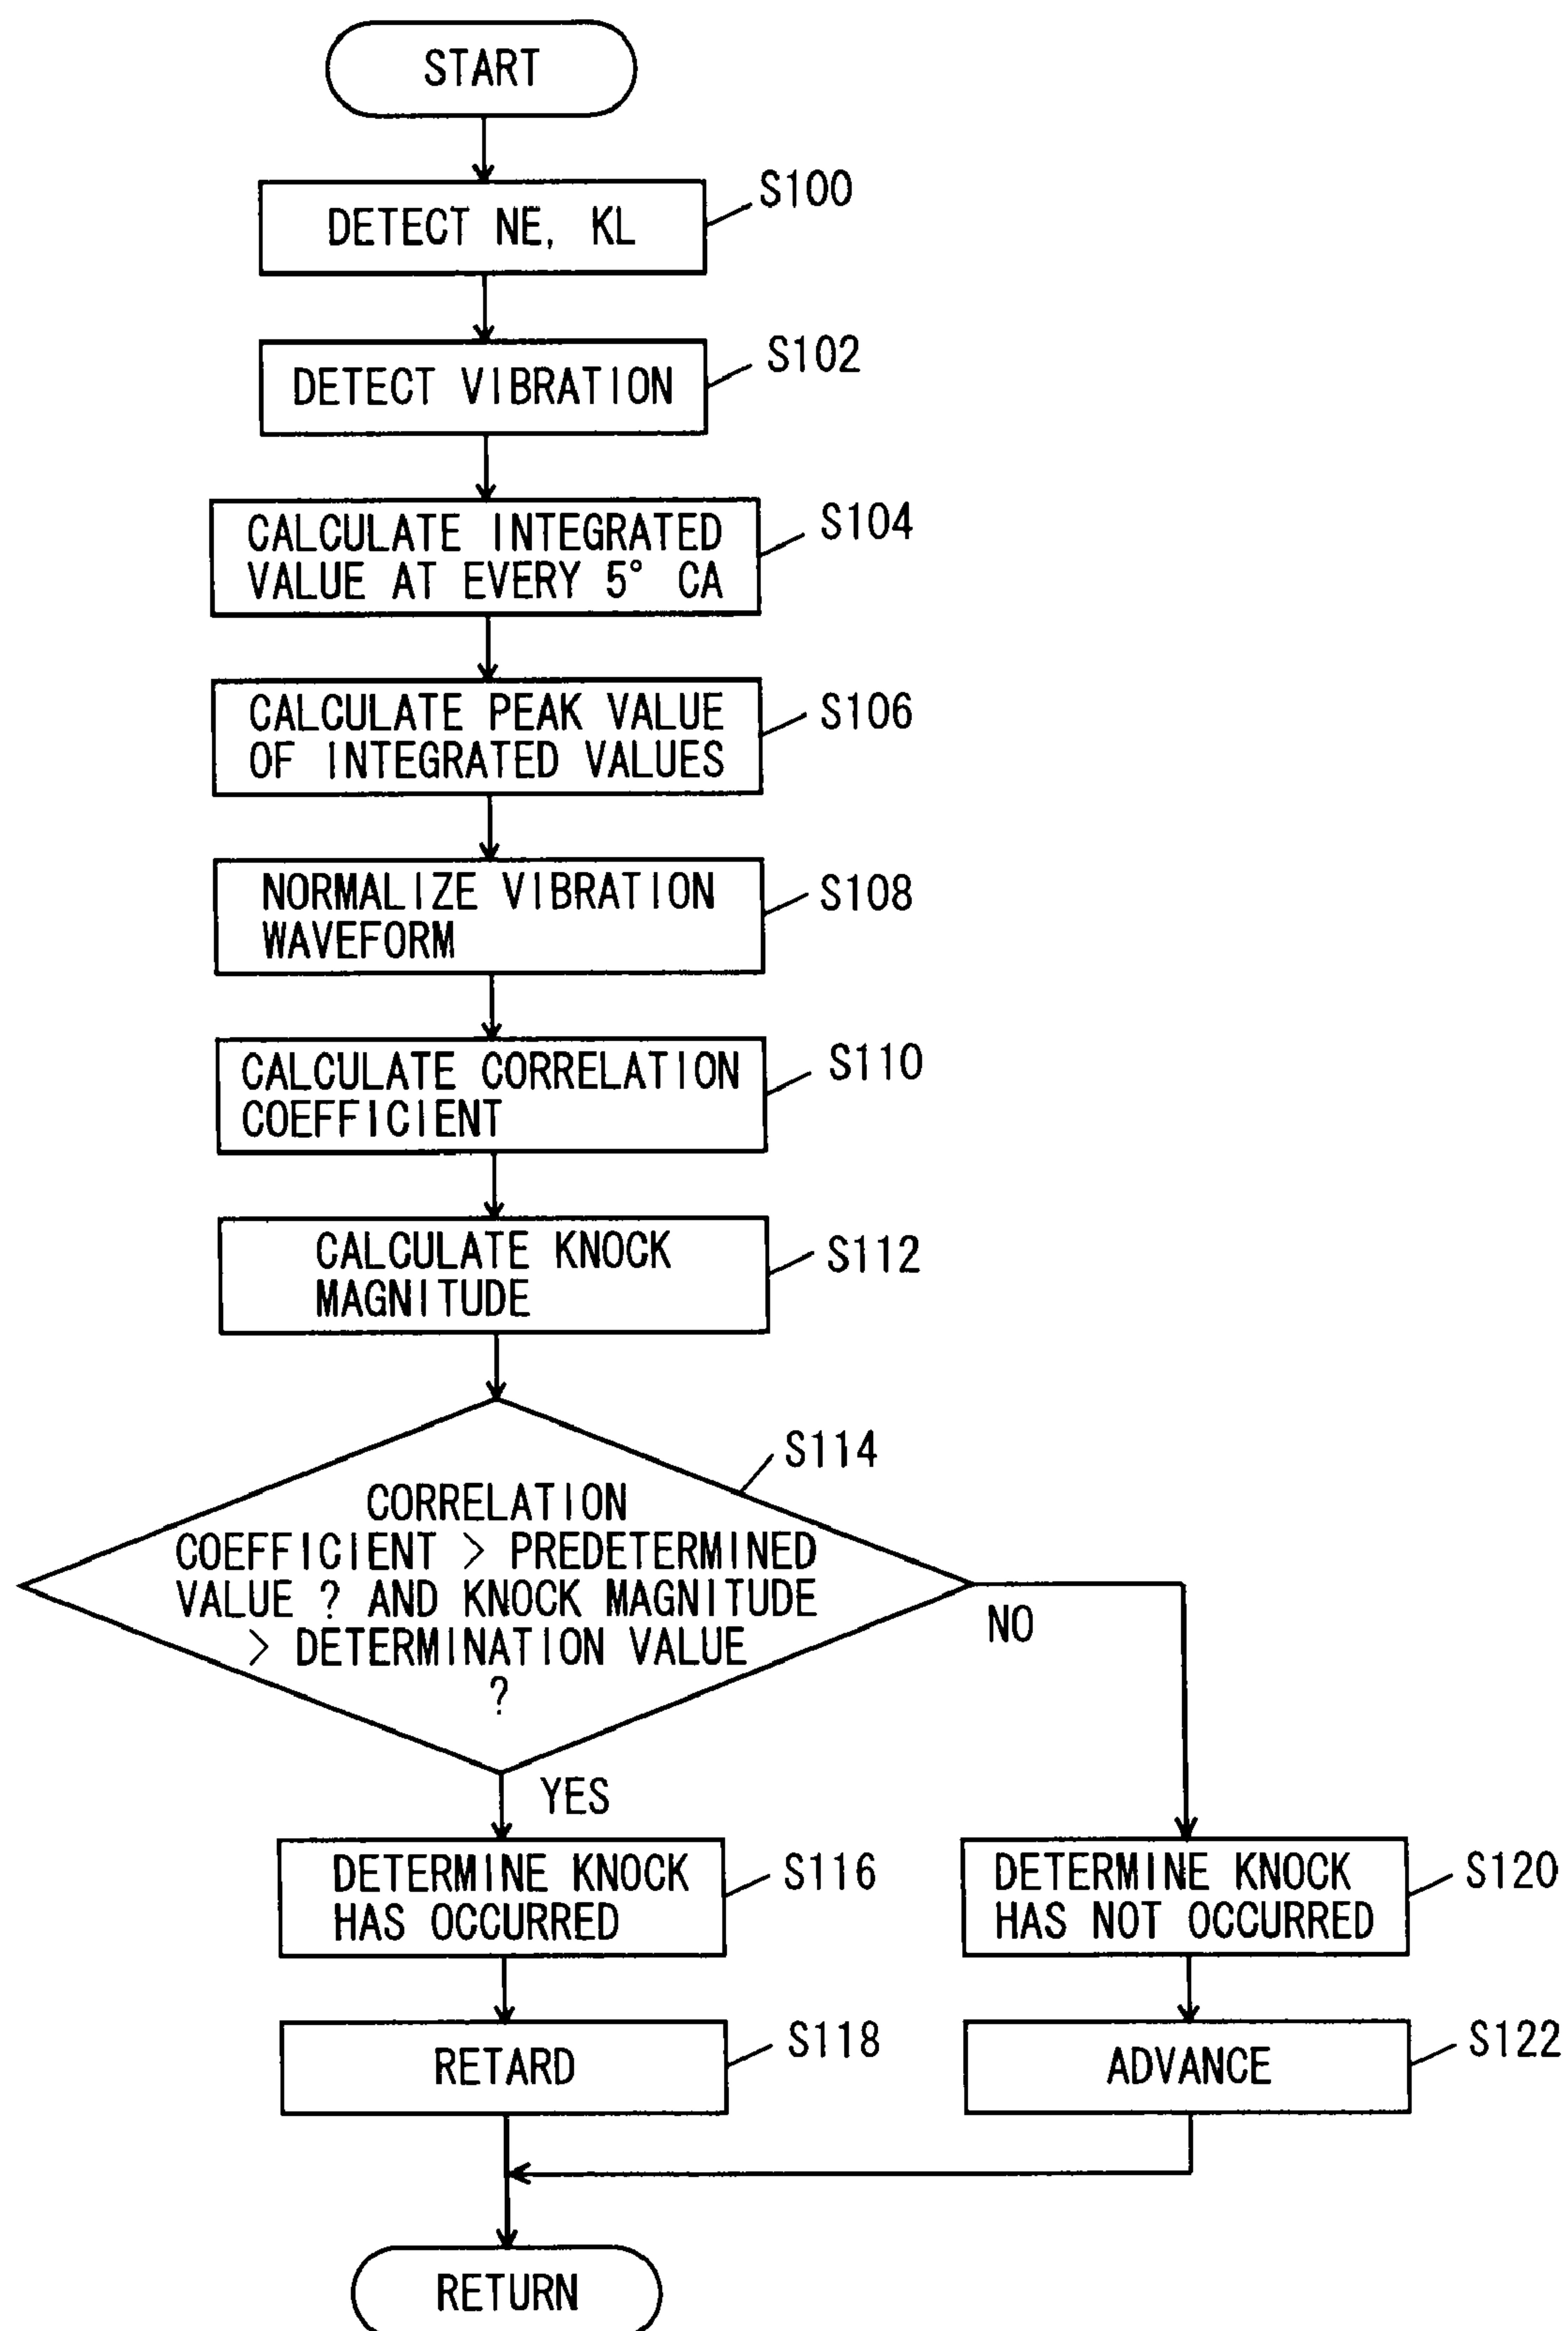 START
DETECT NE, KL
S100
DETECT VIBRATION
S102
CALCULATE INTEGRATED
VALUE AT EVERY 5° CA
S104
CALCULATE PEAK VALUE
OF INTEGRATED VALUES
S106
NORMALIZE VIBRATION
WAVEFORM
S108
CALCULATE CORRELATION
COEFFICIENT
S110
CALCULATE KNOCK
MAGNITUDE
S112
S114
CORRELATION
COEFFICIENT > PREDETERMINED
VALUE ? AND KNOCK MAGNITUDE
> DETERMINATION VALUE
?
NO
YES
DETERMINE KNOCK
HAS OCCURRED
S116
DETERMINE KNOCK
HAS NOT OCCURRED
S120
RETARD
S118
ADVANCE
S122
RETURN